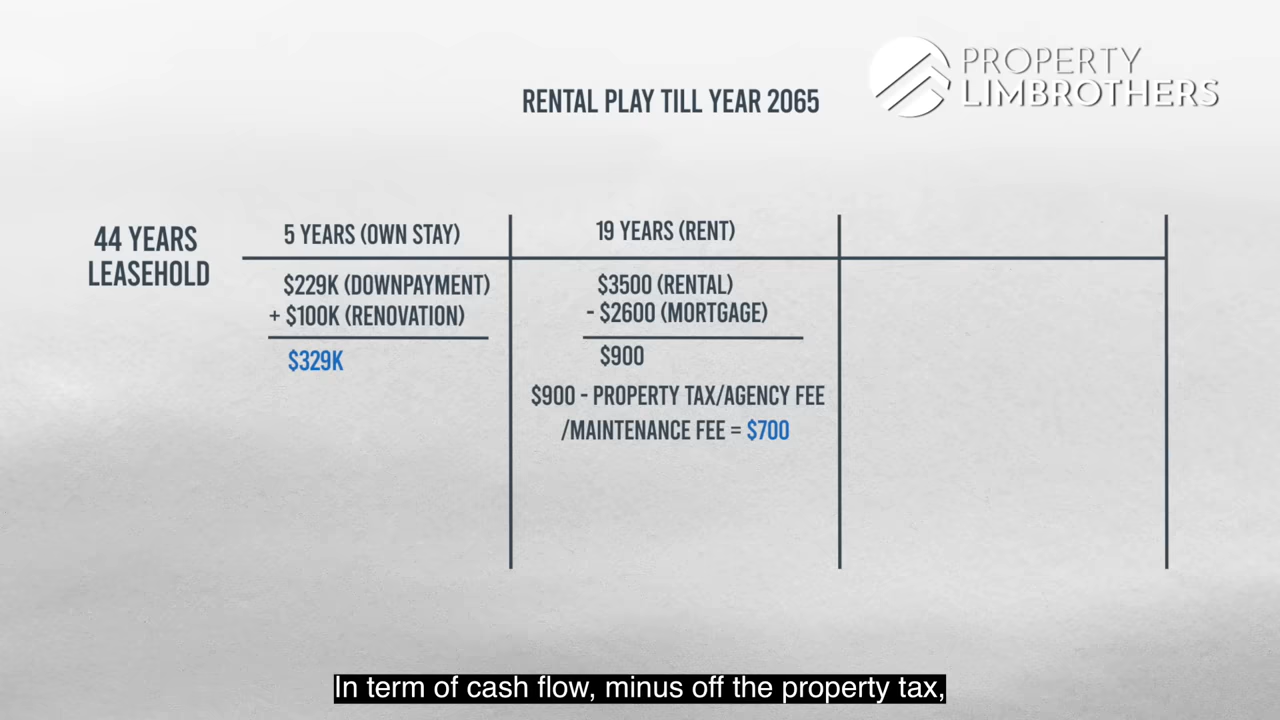 PROPERTY
LIMBROTHERS
RENTAL PLAY TILL YEAR 2065
44 YEARS
LEASEHOLD
5 YEARS (OWN STAY)
$229K (DOWNPAYMENT)
+ $100K (RENOVATION)
$329K
19 YEARS (RENT)
$3500 (RENTAL)
- $2600 (MORTGAGE)
$900
$900 - PROPERTY TAX/AGENCY FEE
/MAINTENANCE FEE = $700
In term of cash flow, minus off the property tax,